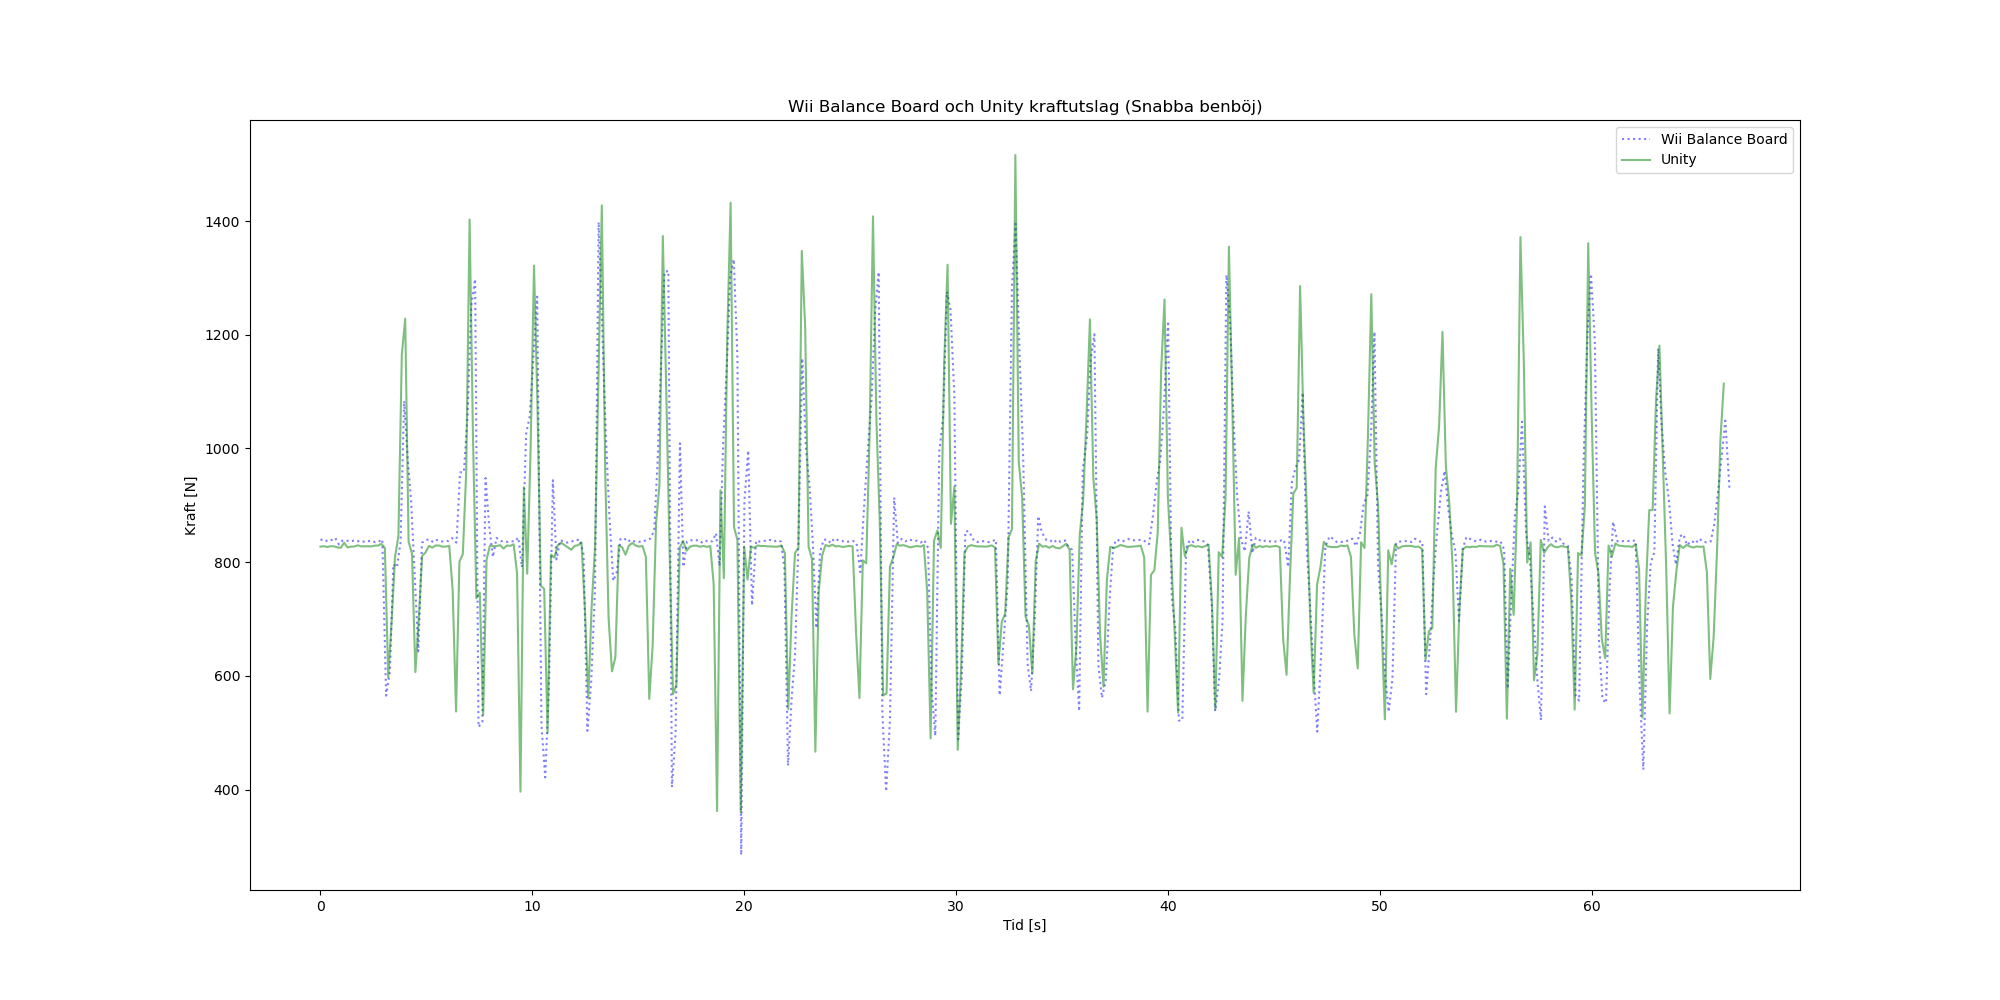 Wii Balance Board och Unity kraftutslag (Snabba benböj)
Wii Balance Board
Unity
Kraft [N]
1400
1200
1000
800
600
400
0 10 20 30 40 50 60
Tid [s]